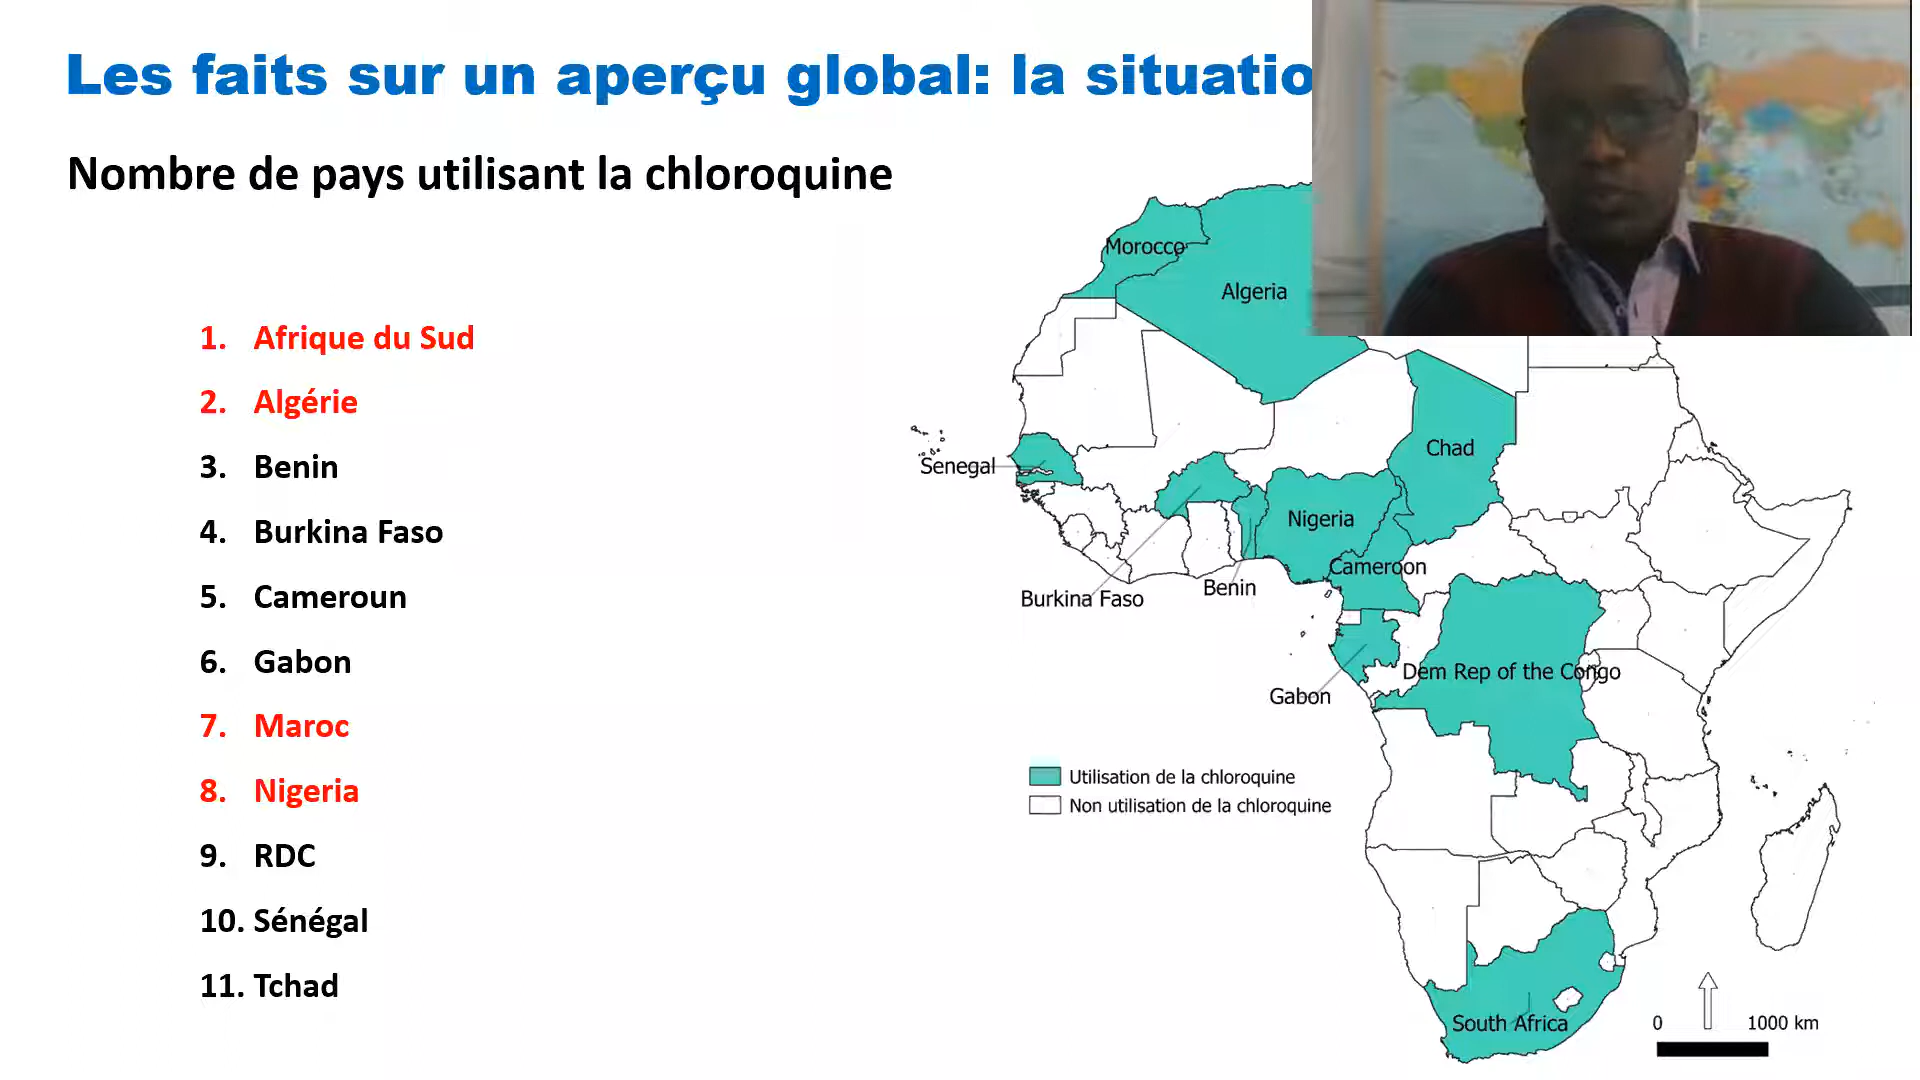 Les faits sur un aperçu global: la situatio
Nombre de pays utilisant la chloroquine
1. Afrique du Sud
2. Algérie
3. Benin
4. Burkina Faso
5. Cameroun
6. Gabon
7. Maroc
8. Nigeria
9. RDC
10. Sénégal
11. Tchad
Morocco
Algeria
Senegal
Chad
Nigeria
Cameroon
Burkina Faso
Benin
Dem Rep of the Congo
Gabon
Utilisation de la chloroquine
Non utilisation de la chloroquine
South Africa
0 1000 km